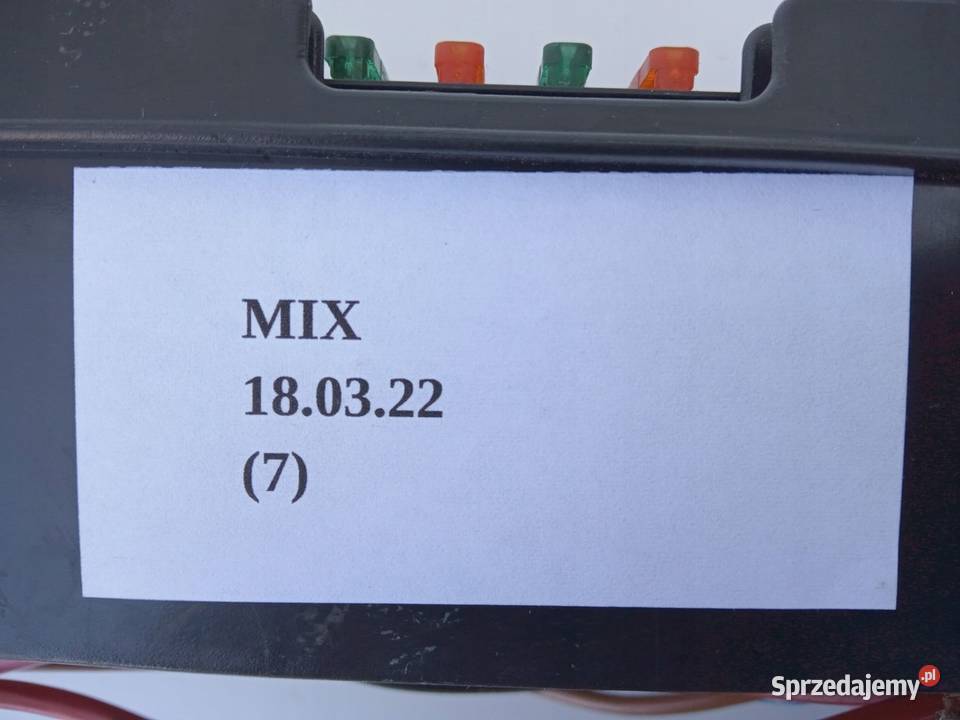 MIX
18.03.22
(7)
Sprzedajemy.pl